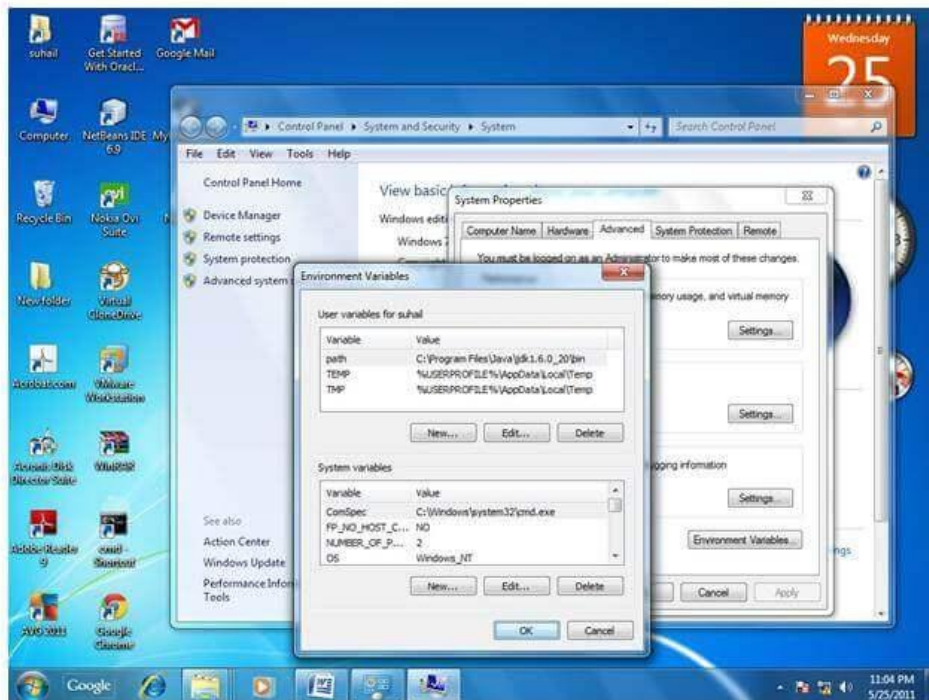 suhail
Get Started With Oracl...
Google Mail
Wednesday
25
Computer
NetBeans IDE 6.9
My
Control Panel ▸ System and Security ▸ System
Search Control Panel
File Edit View Tools Help
Control Panel Home
Device Manager
Remote settings
System protection
Advanced system s
View basic
Windows editi
Windows 7
System Properties
Computer Name
Hardware
Advanced
System Protection
Remote
You must be logged on as an Administrator to make most of these changes.
mory usage, and virtual memory
Settings...
Settings...
gging information
Settings...
Environment Variables...
ngs
Cancel
Apply
Environment Variables
User variables for suhail
Variable Value
path C:\Program Files\Java\jdk1.6.0_20\bin
TEMP %USERPROFILE%\AppData\Local\Temp
TMP %USERPROFILE%\AppData\Local\Temp
New... Edit... Delete
System variables
Variable Value
ComSpec C:\Windows\system32\cmd.exe
FP_NO_HOST_C... NO
NUMBER_OF_P... 2
OS Windows_NT
New... Edit... Delete
OK Cancel
See also
Action Center
Windows Update
Performance Infor
Tools
Recycle Bin
Nokia Ovi Suite
ovi
New folder
Virtual CloneDrive
Acrobat.com
VMware Workstation
Acronis Disk Director Suite
WinRAR
Adobe Reader 9
cmd - Shortcut
AVG 2011
Google Chrome
Google
11:04 PM
5/25/2011